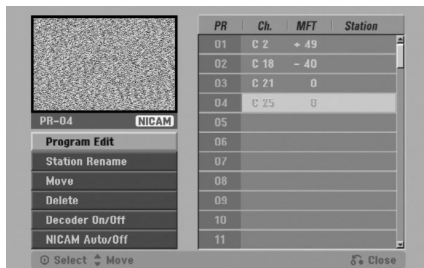 PR Ch. MFT Station
01 C 2 + 49
02 C 18 - 40
03 C 21 0
04 C 25 0
05
06
07
08
09
10
11
PR-04 NICAM
Program Edit
Station Rename
Move
Delete
Decoder On/Off
NICAM Auto/Off
Select Move
Close